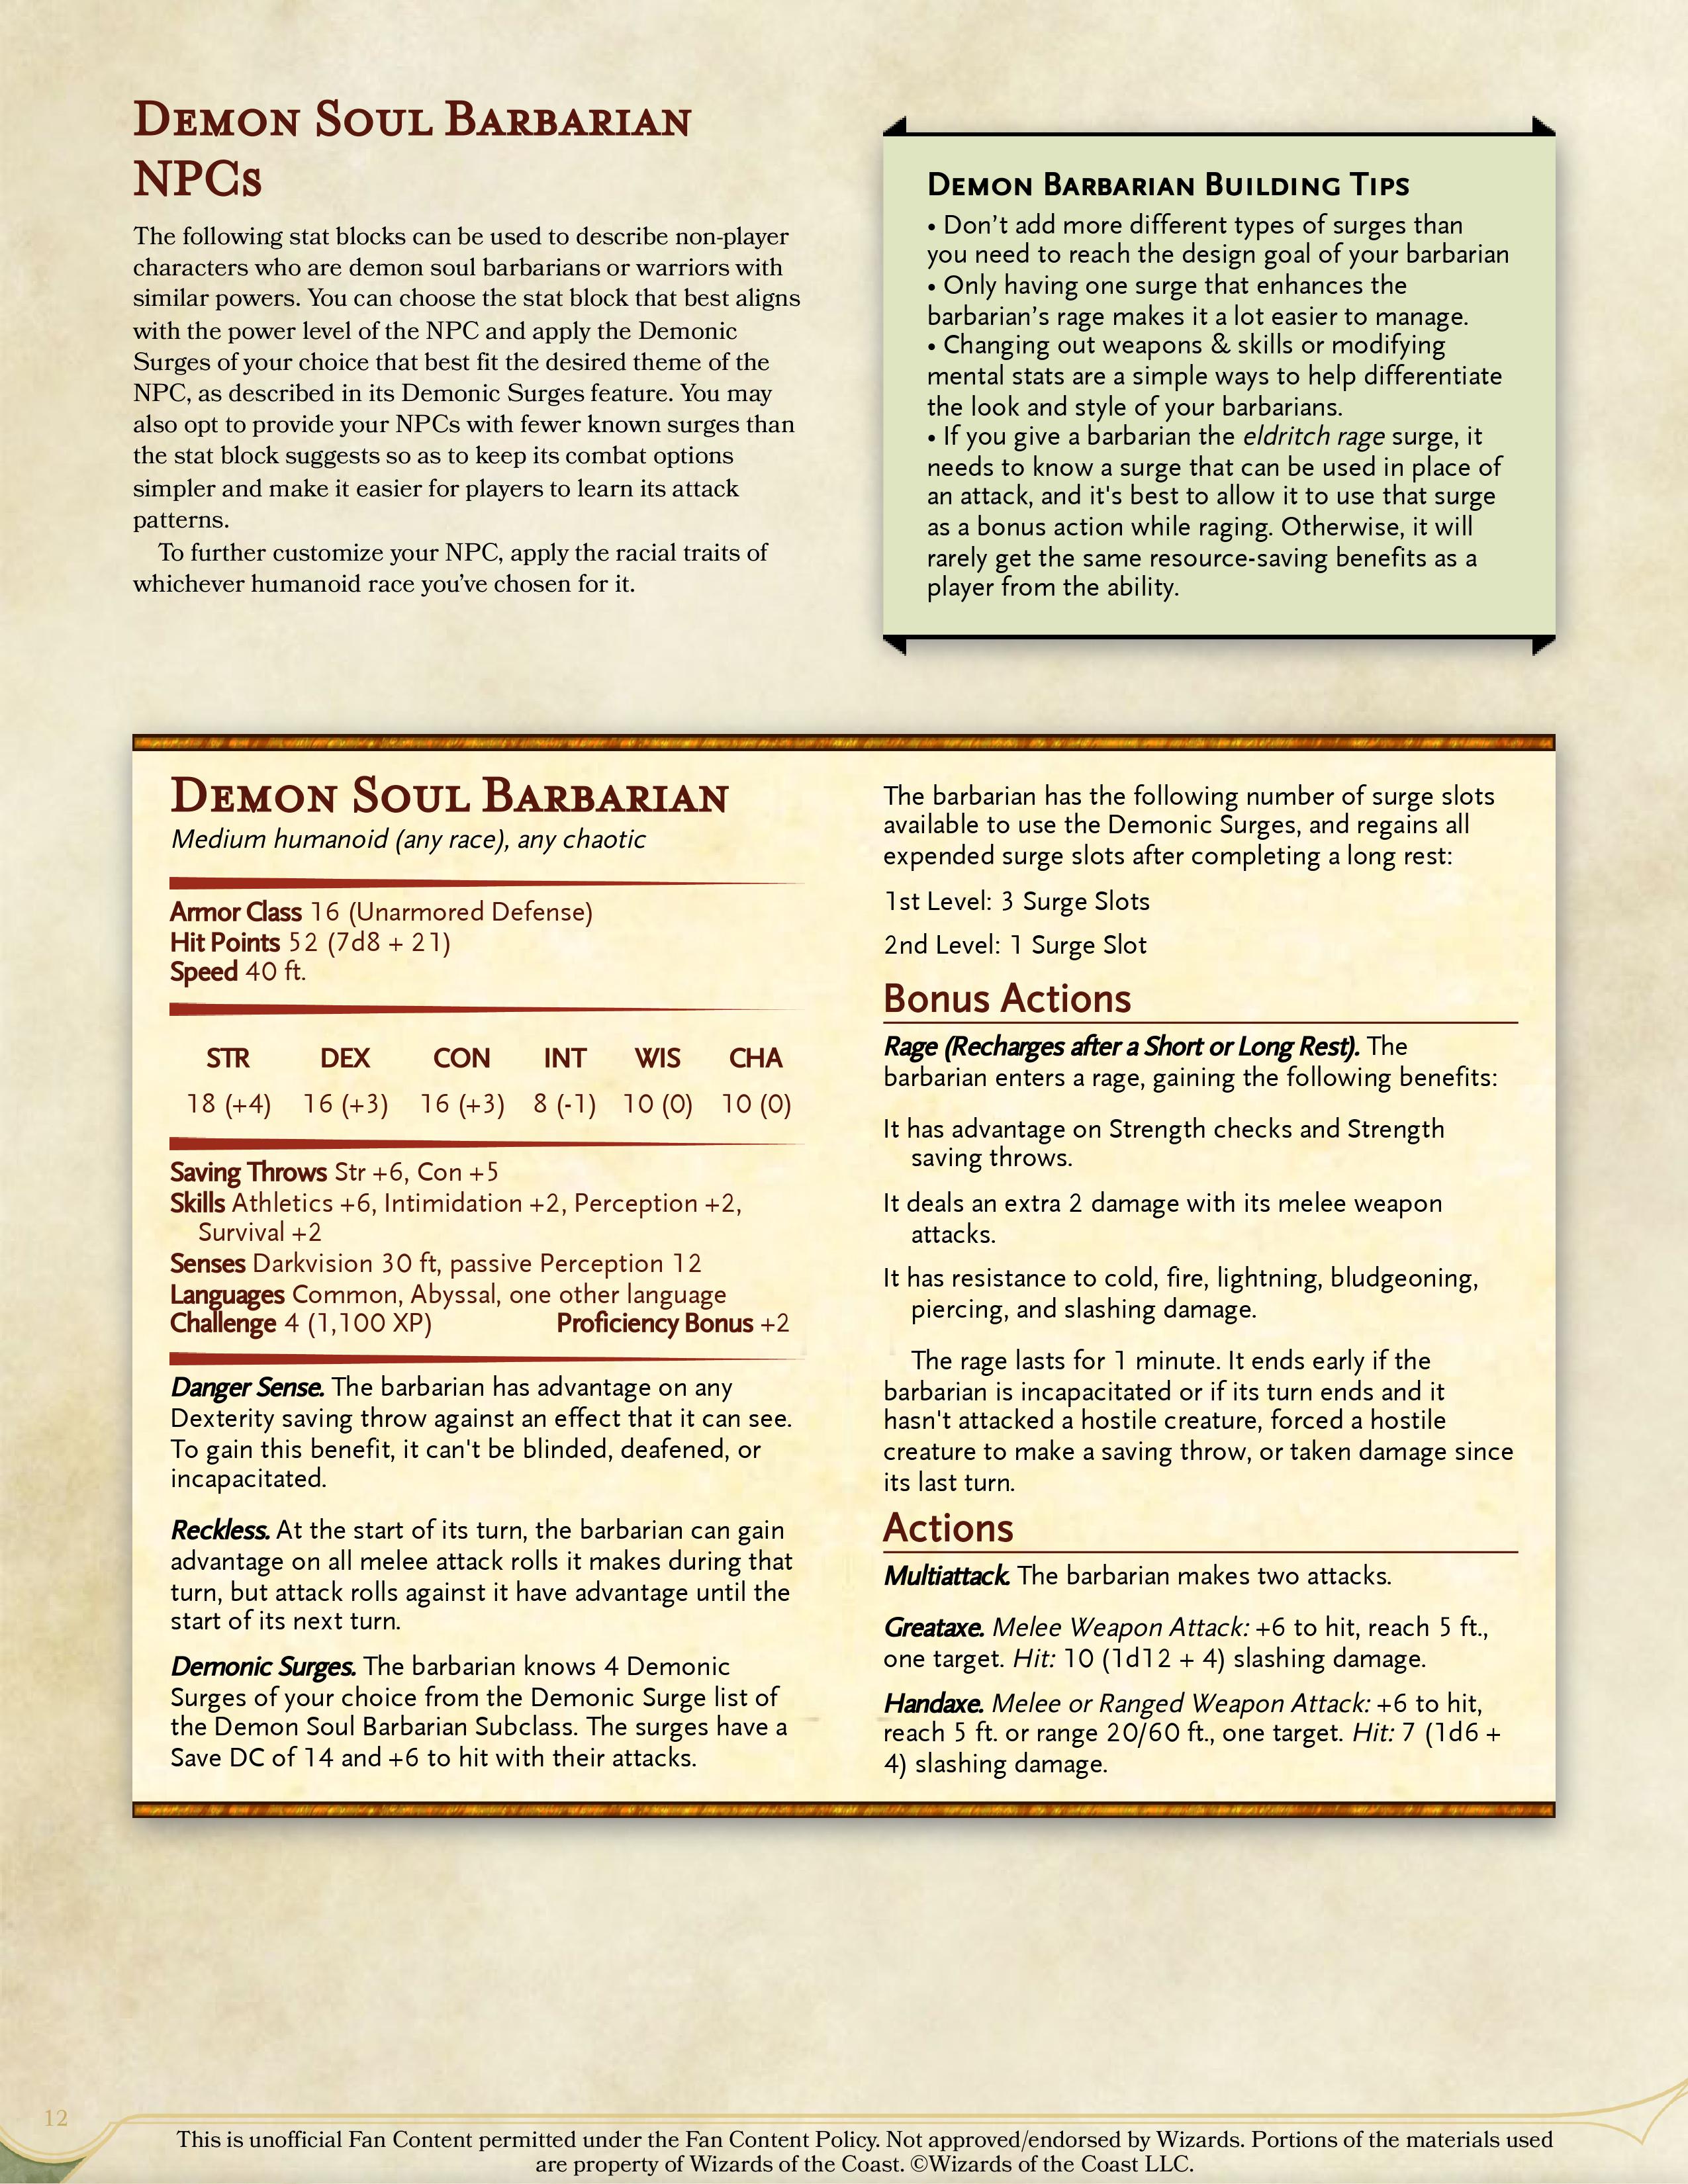 Demon Soul Barbarian
NPCs
The following stat blocks can be used to describe non-player
characters who are demon soul barbarians or warriors with
similar powers. You can choose the stat block that best aligns
with the power level of the NPC and apply the Demonic
Surges of your choice that best fit the desired theme of the
NPC, as described in its Demonic Surges feature. You may
also opt to provide your NPCs with fewer known surges than
the stat block suggests so as to keep its combat options
simpler and make it easier for players to learn its attack
patterns.
To further customize your NPC, apply the racial traits of
whichever humanoid race you’ve chosen for it.
Demon Barbarian Building Tips
• Don’t add more different types of surges than
you need to reach the design goal of your barbarian
• Only having one surge that enhances the
barbarian’s rage makes it a lot easier to manage.
• Changing out weapons & skills or modifying
mental stats are a simple ways to help differentiate
the look and style of your barbarians.
• If you give a barbarian the eldritch rage surge, it
needs to know a surge that can be used in place of
an attack, and it's best to allow it to use that surge
as a bonus action while raging. Otherwise, it will
rarely get the same resource-saving benefits as a
player from the ability.
Demon Soul Barbarian
Medium humanoid (any race), any chaotic
Armor Class 16 (Unarmored Defense)
Hit Points 52 (7d8 + 21)
Speed 40 ft.
STR DEX CON INT WIS CHA
18 (+4) 16 (+3) 16 (+3) 8 (-1) 10 (0) 10 (0)
Saving Throws Str +6, Con +5
Skills Athletics +6, Intimidation +2, Perception +2,
Survival +2
Senses Darkvision 30 ft, passive Perception 12
Languages Common, Abyssal, one other language
Challenge 4 (1,100 XP) Proficiency Bonus +2
Danger Sense. The barbarian has advantage on any
Dexterity saving throw against an effect that it can see.
To gain this benefit, it can't be blinded, deafened, or
incapacitated.
Reckless. At the start of its turn, the barbarian can gain
advantage on all melee attack rolls it makes during that
turn, but attack rolls against it have advantage until the
start of its next turn.
Demonic Surges. The barbarian knows 4 Demonic
Surges of your choice from the Demonic Surge list of
the Demon Soul Barbarian Subclass. The surges have a
Save DC of 14 and +6 to hit with their attacks.
The barbarian has the following number of surge slots
available to use the Demonic Surges, and regains all
expended surge slots after completing a long rest:
1st Level: 3 Surge Slots
2nd Level: 1 Surge Slot
Bonus Actions
Rage (Recharges after a Short or Long Rest). The
barbarian enters a rage, gaining the following benefits:
It has advantage on Strength checks and Strength
saving throws.
It deals an extra 2 damage with its melee weapon
attacks.
It has resistance to cold, fire, lightning, bludgeoning,
piercing, and slashing damage.
The rage lasts for 1 minute. It ends early if the
barbarian is incapacitated or if its turn ends and it
hasn't attacked a hostile creature, forced a hostile
creature to make a saving throw, or taken damage since
its last turn.
Actions
Multiattack. The barbarian makes two attacks.
Greataxe. Melee Weapon Attack: +6 to hit, reach 5 ft.,
one target. Hit: 10 (1d12 + 4) slashing damage.
Handaxe. Melee or Ranged Weapon Attack: +6 to hit,
reach 5 ft. or range 20/60 ft., one target. Hit: 7 (1d6 +
4) slashing damage.
12
This is unofficial Fan Content permitted under the Fan Content Policy. Not approved/endorsed by Wizards. Portions of the materials used
are property of Wizards of the Coast. ©Wizards of the Coast LLC.